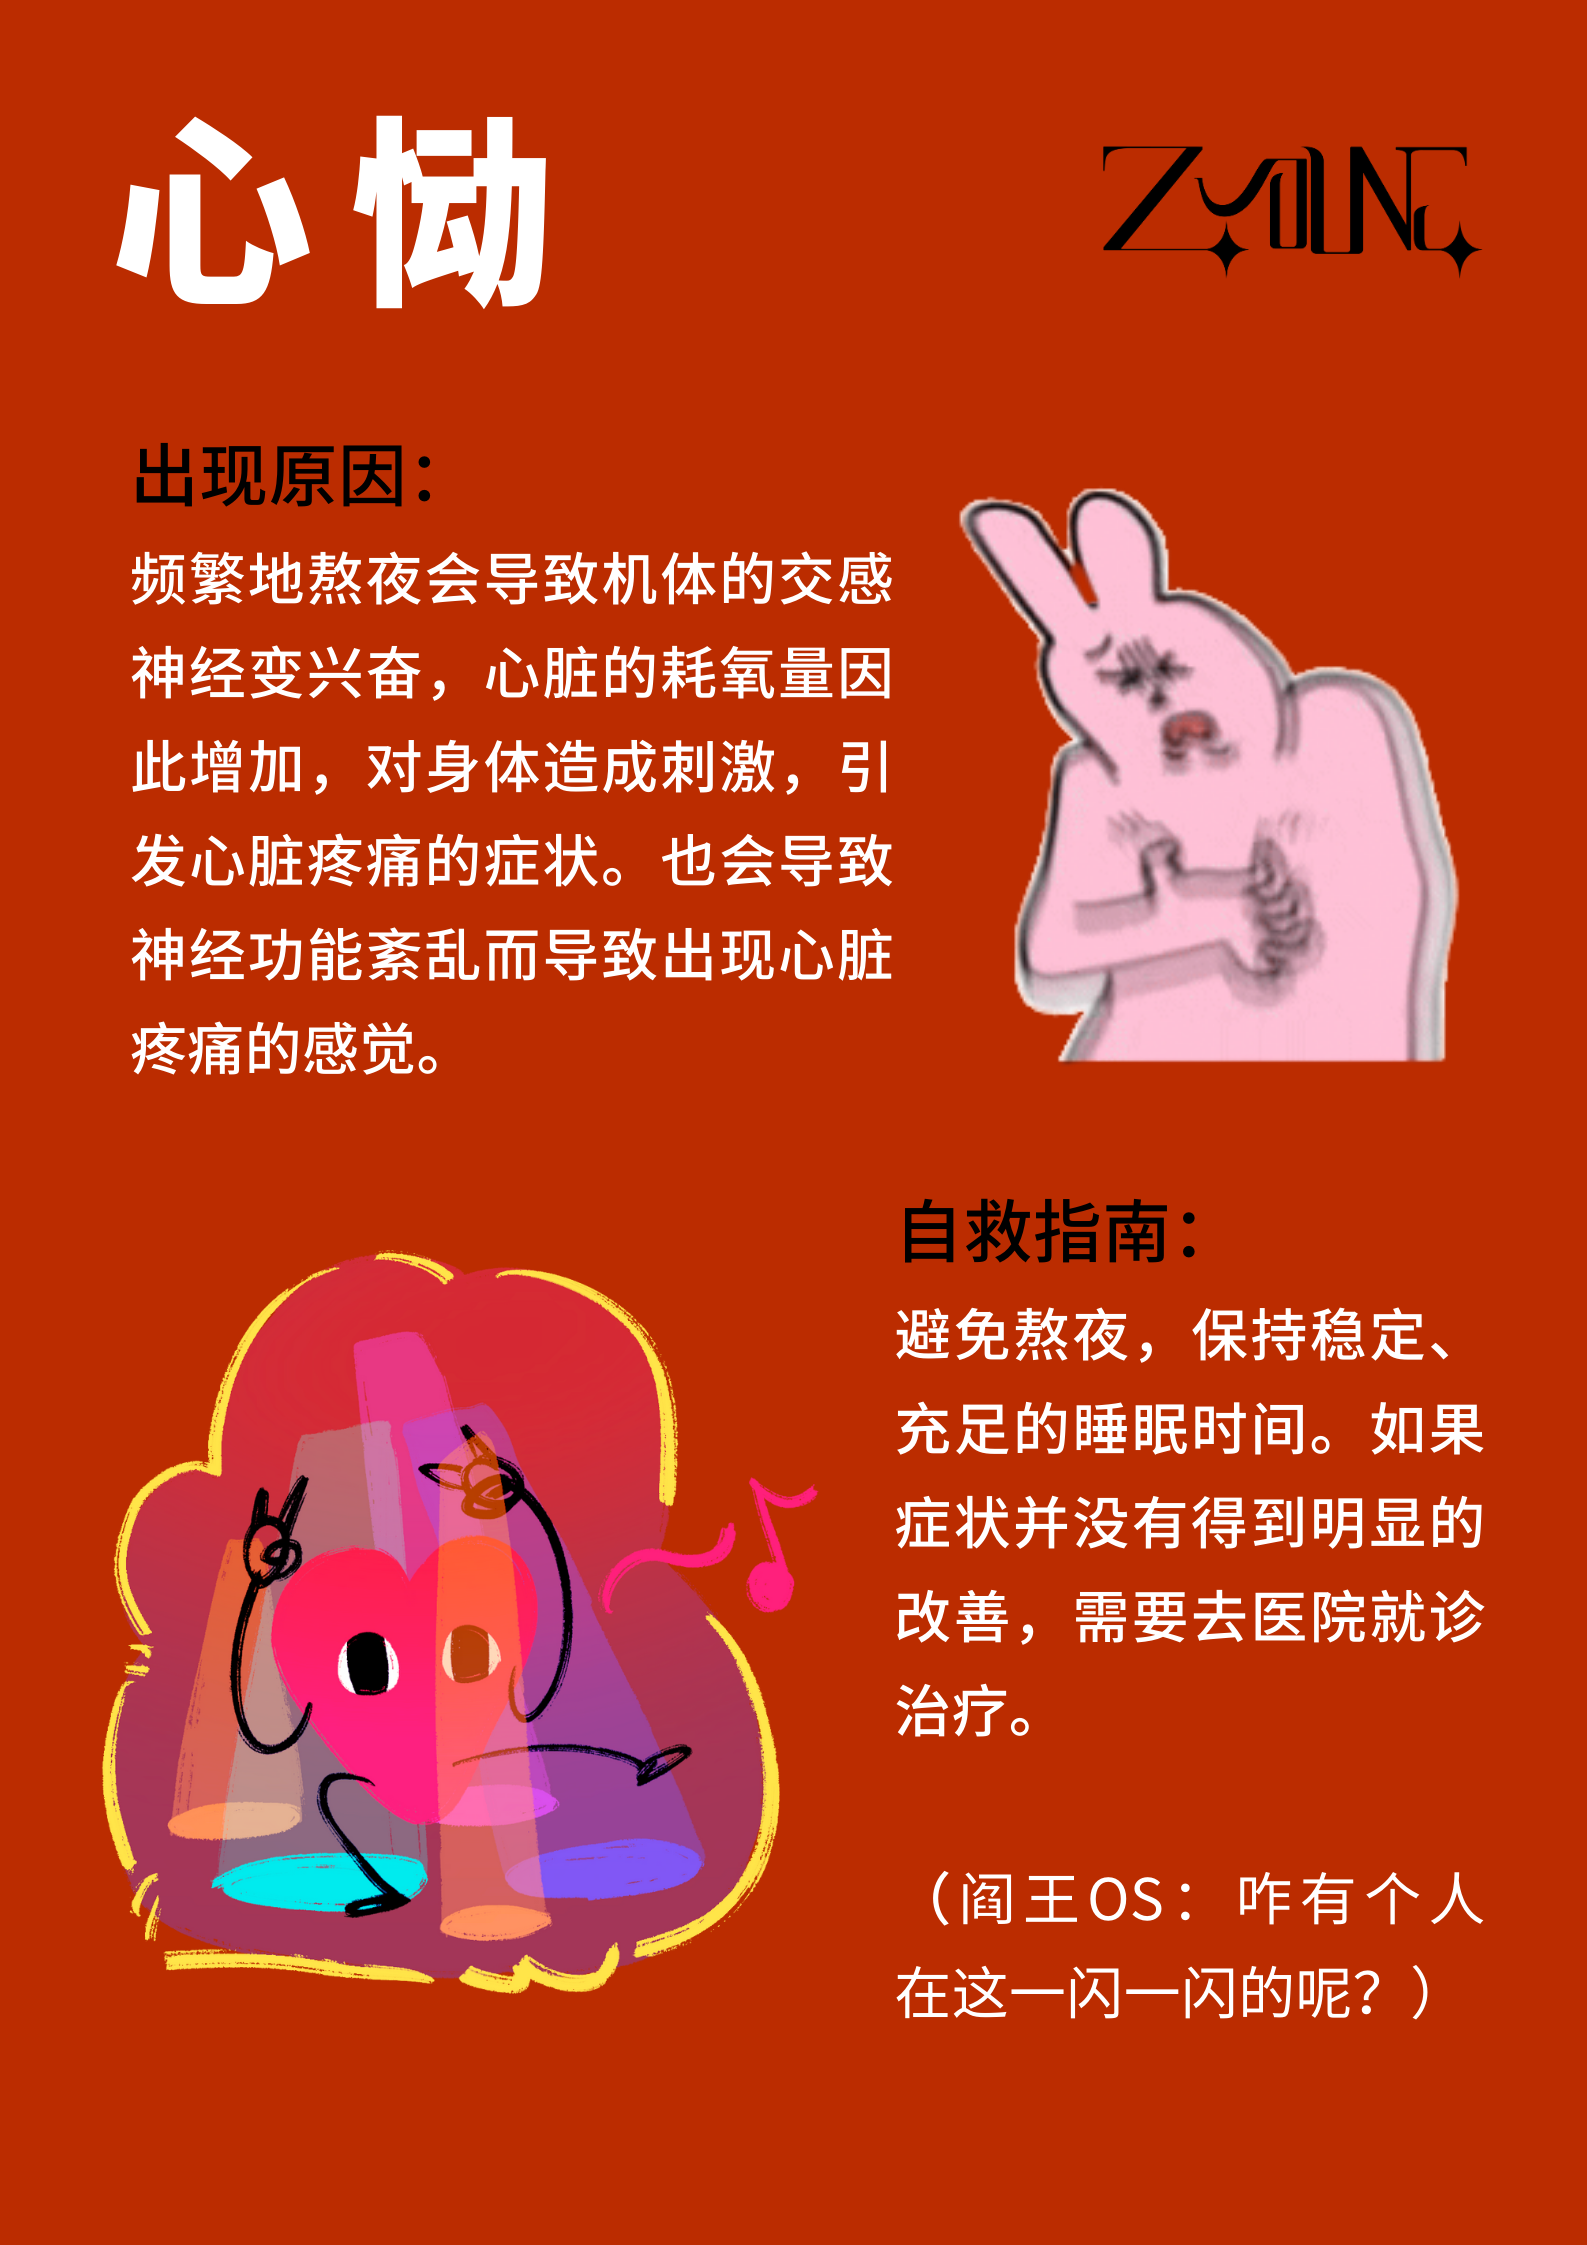 心恸
出现原因：
频繁地熬夜会导致机体的交感
神经变兴奋，心脏的耗氧量因
此增加，对身体造成刺激，引
发心脏疼痛的症状。也会导致
神经功能紊乱而导致出现心脏
疼痛的感觉。
自救指南：
避免熬夜，保持稳定、
充足的睡眠时间。如果
症状并没有得到明显的
改善，需要去医院就诊
治疗。
（阎王OS：咋有个人
在这一闪一闪的呢？）